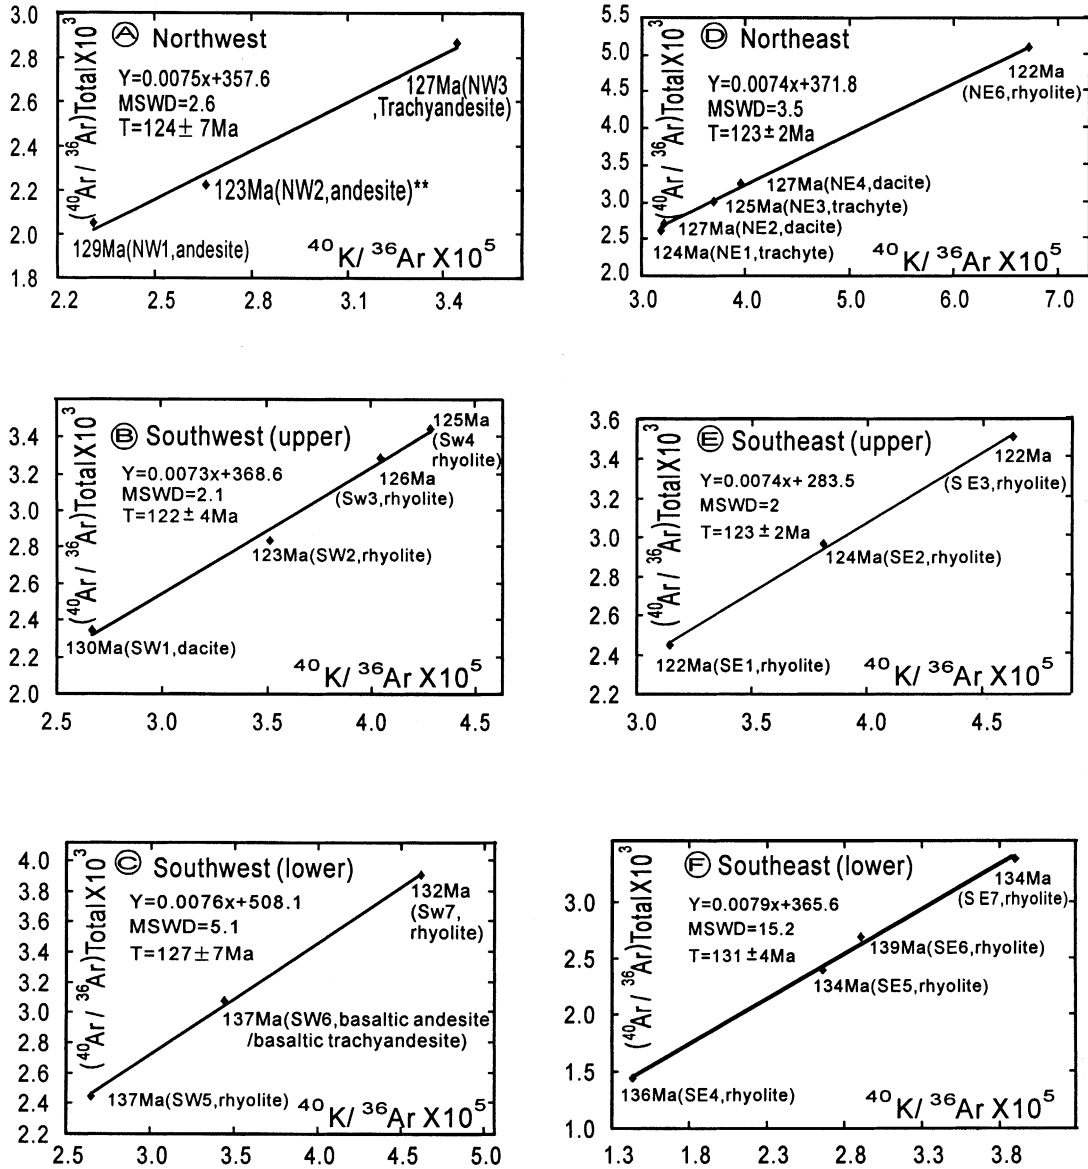 Ⓐ Northwest
Y=0.0075x+357.6
MSWD=2.6
T=124± 7Ma
127Ma(NW3
,Trachyandesite)
123Ma(NW2,andesite)**
129Ma(NW1,andesite)
(⁴⁰Ar / ³⁶Ar)TotalX10³
3.0
2.8
2.6
2.4
2.2
2.0
1.8
⁴⁰K/ ³⁶Ar X10⁵
2.2 2.5 2.8 3.1 3.4
Ⓓ Northeast
Y=0.0074x+371.8
MSWD=3.5
T=123±2Ma
122Ma
(NE6,rhyolite)
127Ma(NE4,dacite)
125Ma(NE3,trachyte)
127Ma(NE2,dacite)
124Ma(NE1,trachyte)
(⁴⁰Ar / ³⁶Ar)TotalX10³
5.5
5.0
4.5
4.0
3.5
3.0
2.5
2.0
⁴⁰K/ ³⁶Ar X10⁵
3.0 4.0 5.0 6.0 7.0
Ⓑ Southwest (upper)
Y=0.0073x+368.6
MSWD=2.1
T=122±4Ma
125Ma
(Sw4
rhyolite)
126Ma
(Sw3,rhyolite)
123Ma(SW2,rhyolite)
130Ma(SW1,dacite)
(⁴⁰Ar / ³⁶Ar)TotalX10³
3.4
3.2
3.0
2.8
2.6
2.4
2.2
2.0
⁴⁰K/ ³⁶Ar X10⁵
2.5 3.0 3.5 4.0 4.5
Ⓔ Southeast (upper)
Y=0.0074x+ 283.5
MSWD=2
T=123±2Ma
122Ma
(S E3,rhyolite)
124Ma(SE2,rhyolite)
122Ma(SE1,rhyolite)
(⁴⁰Ar / ³⁶Ar)TotalX10³
3.6
3.4
3.2
3.0
2.8
2.6
2.4
2.2
⁴⁰K/ ³⁶Ar X10⁵
3.0 3.5 4.0 4.5
Ⓒ Southwest (lower)
Y=0.0076x+508.1
MSWD=5.1
T=127±7Ma
132Ma
(Sw7,
rhyolite)
137Ma(SW6,basaltic andesite
/basaltic trachyandesite)
137Ma(SW5,rhyolite)
(⁴⁰Ar / ³⁶Ar)TotalX10³
4.0
3.8
3.6
3.4
3.2
3.0
2.8
2.6
2.4
2.2
⁴⁰K/ ³⁶Ar X10⁵
2.5 3.0 3.5 4.0 4.5 5.0
Ⓕ Southeast (lower)
Y=0.0079x+365.6
MSWD=15.2
T=131±4Ma
134Ma
(S E7,rhyolite)
139Ma(SE6,rhyolite)
134Ma(SE5,rhyolite)
136Ma(SE4,rhyolite)
(⁴⁰Ar / ³⁶Ar)TotalX10³
3.0
2.5
2.0
1.5
1.0
⁴⁰K/ ³⁶Ar X10⁵
1.3 1.8 2.3 2.8 3.3 3.8